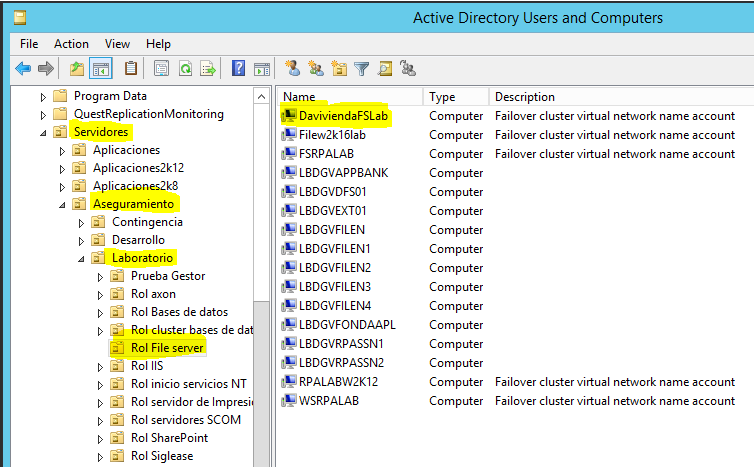 Active Directory Users and Computers
File Action View Help
Program Data
QuestReplicationMonitoring
Servidores
Aplicaciones
Aplicaciones2k12
Aplicaciones2k8
Aseguramiento
Contingencia
Desarrollo
Laboratorio
Prueba Gestor
Rol axon
Rol Bases de datos
Rol cluster bases de dat
Rol File server
Rol IIS
Rol inicio servicios NT
Rol servidor de Impresio
Rol servidores SCOM
Rol SharePoint
Rol Siglease
Name Type Description
DaviviendaFSLab Computer Failover cluster virtual network name account
Filew2k16lab Computer Failover cluster virtual network name account
FSRPALAB Computer Failover cluster virtual network name account
LBDGVAPPBANK Computer
LBDGVDFS01 Computer
LBDGVEXT01 Computer
LBDGVFILEN Computer
LBDGVFILEN1 Computer
LBDGVFILEN2 Computer
LBDGVFILEN3 Computer
LBDGVFILEN4 Computer
LBDGVFONDAAPL Computer
LBDGVRPASSN1 Computer
LBDGVRPASSN2 Computer
RPALABW2K12 Computer Failover cluster virtual network name account
WSRPALAB Computer Failover cluster virtual network name account